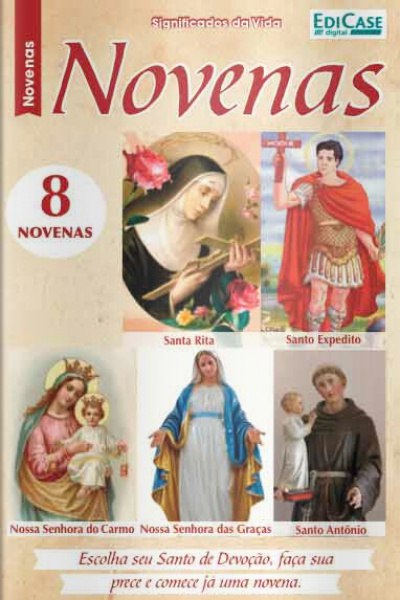 Significados da Vida
EDICASE
digital
Novenas
Novenas
8
NOVENAS
Santa Rita
Santo Expedito
Nossa Senhora do Carmo
Nossa Senhora das Graças
Santo Antônio
Escolha seu Santo de Devoção, faça sua
prece e comece já uma novena.